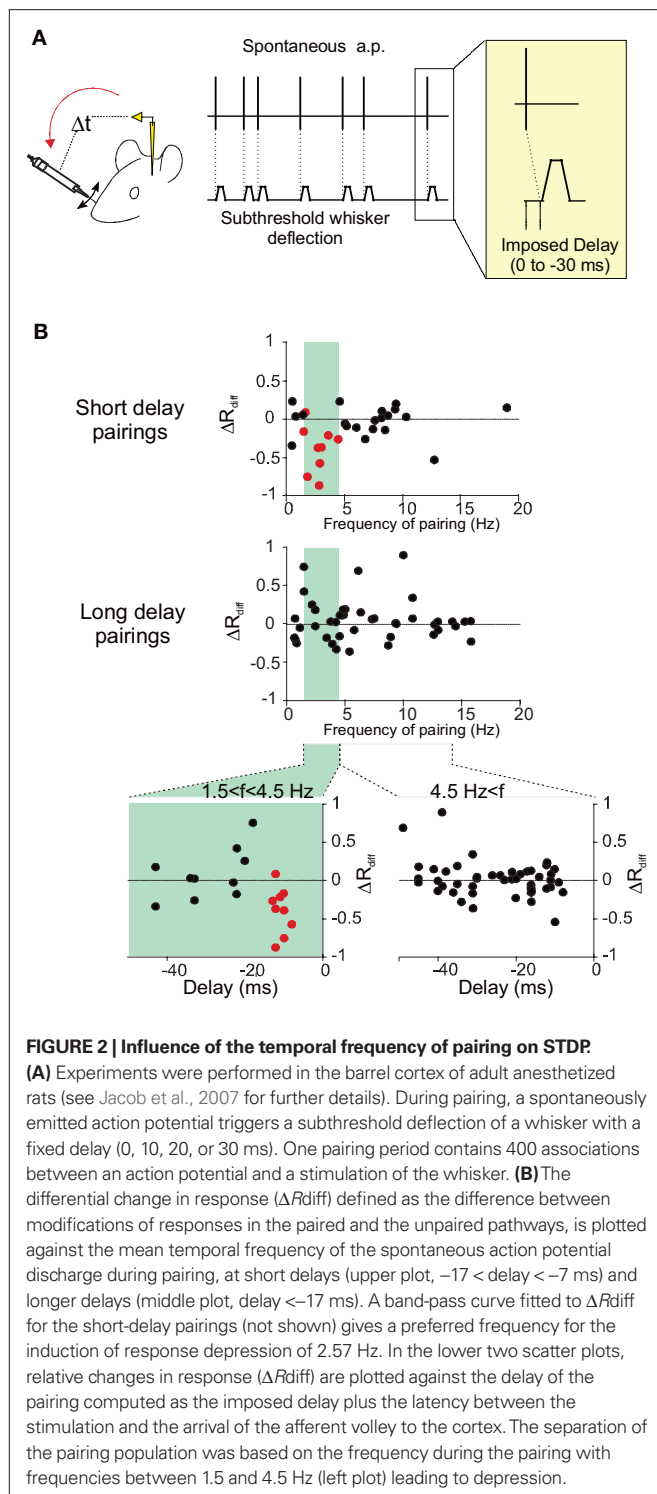 A
Spontaneous a.p.
Δt
Subthreshold whisker
deflection
Imposed Delay
(0 to -30 ms)
B
Short delay
pairings
1
0.5
0
-0.5
-1
ΔRdiff
0 5 10 15 20
Frequency of pairing (Hz)
Long delay
pairings
1
0.5
0
-0.5
-1
ΔRdiff
0 5 10 15 20
Frequency of pairing (Hz)
1.5<f<4.5 Hz
4.5 Hz<f
1
0.5
0
-0.5
-1
ΔRdiff
-40 -20 0
Delay (ms)
1
0.5
0
-0.5
-1
ΔRdiff
-40 -20 0
Delay (ms)
FIGURE 2 | Influence of the temporal frequency of pairing on STDP.
(A) Experiments were performed in the barrel cortex of adult anesthetized
rats (see Jacob et al., 2007 for further details). During pairing, a spontaneously
emitted action potential triggers a subthreshold deflection of a whisker with a
fixed delay (0, 10, 20, or 30 ms). One pairing period contains 400 associations
between an action potential and a stimulation of the whisker. (B) The
differential change in response (ΔRdiff) defined as the difference between
modifications of responses in the paired and the unpaired pathways, is plotted
against the mean temporal frequency of the spontaneous action potential
discharge during pairing, at short delays (upper plot, −17 < delay < −7 ms) and
longer delays (middle plot, delay <−17 ms). A band-pass curve fitted to ΔRdiff
for the short-delay pairings (not shown) gives a preferred frequency for the
induction of response depression of 2.57 Hz. In the lower two scatter plots,
relative changes in response (ΔRdiff) are plotted against the delay of the
pairing computed as the imposed delay plus the latency between the
stimulation and the arrival of the afferent volley to the cortex. The separation of
the pairing population was based on the frequency during the pairing with
frequencies between 1.5 and 4.5 Hz (left plot) leading to depression.